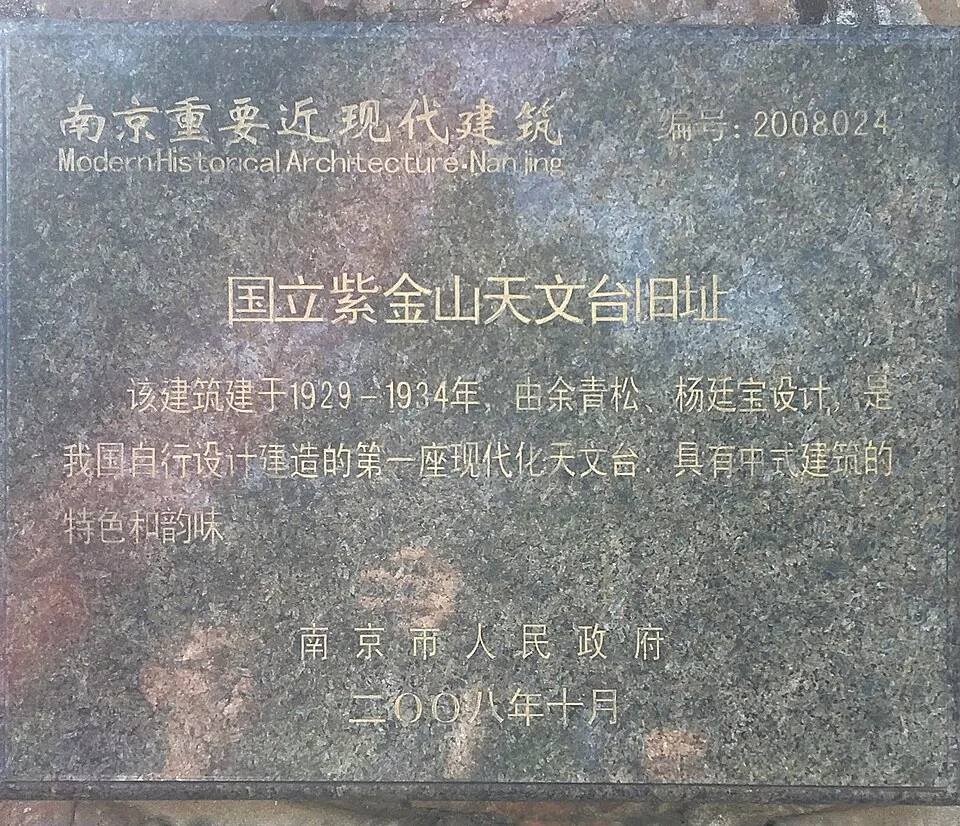 南京重要近现代建筑
编号: 2008024
Modern Historical Architecture·Nanjing
国立紫金山天文台旧址
该建筑建于1929-1934年，由余青松、杨廷宝设计，是
我国自行设计建造的第一座现代化天文台，具有中式建筑的
特色和韵味
南京市人民政府
二〇〇八年十月